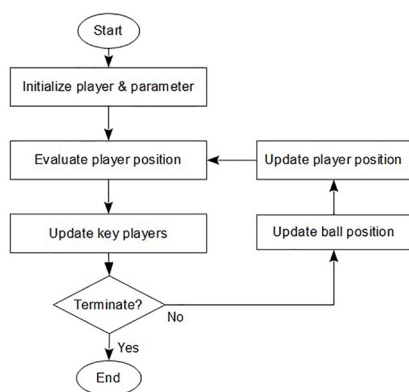 Start
Initialize player & parameter
Evaluate player position
Update player position
Update key players
Update ball position
Terminate?
No
Yes
End